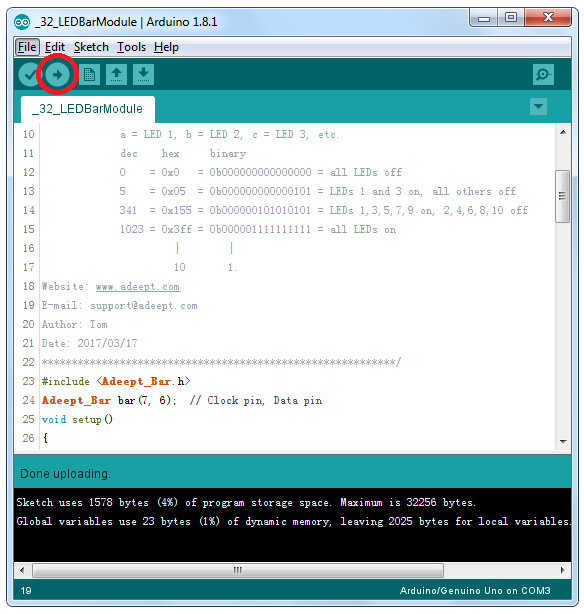 _32_LEDBarModule | Arduino 1.8.1
File Edit Sketch Tools Help
_32_LEDBarModule
10 a = LED 1, b = LED 2, c = LED 3, etc.
11 dec hex binary
12 0 = 0x0 = 0b000000000000000 = all LEDs off
13 5 = 0x05 = 0b000000000000101 = LEDs 1 and 3 on, all others off
14 341 = 0x155 = 0b000000101010101 = LEDs 1,3,5,7,9 on, 2,4,6,8,10 off
15 1023 = 0x3ff = 0b000001111111111 = all LEDs on
16 | |
17 10 1.
18 Website: www.adeept.com
19 E-mail: support@adeept.com
20 Author: Tom
21 Date: 2017/03/17
22 ***********************************************************/
23 #include <Adeept_Bar.h>
24 Adeept_Bar bar(7, 6); // Clock pin, Data pin
25 void setup()
26 {
Done uploading.
Sketch uses 1578 bytes (4%) of program storage space. Maximum is 32256 bytes.
Global variables use 23 bytes (1%) of dynamic memory, leaving 2025 bytes for local variables.
19 Arduino/Genuino Uno on COM3